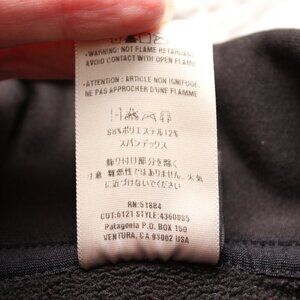 -WARNING: NOT FLAME RETARDANT
AVOID CONTACT WITH OPEN FLAME
-ATTENTION : ARTICLE NON IGNIFUGE
NE PAS APPROCHER D'UNE FLAMME
88%ポリエステル12%
スパンデックス
飾り付け部分を除く
注意 難燃性ではありません。火気
に近づけないでください
RN:51884
CUT:6121 STYLE:
Patagonia P.O. BOX 150
VENTURA, CA 93002 USA